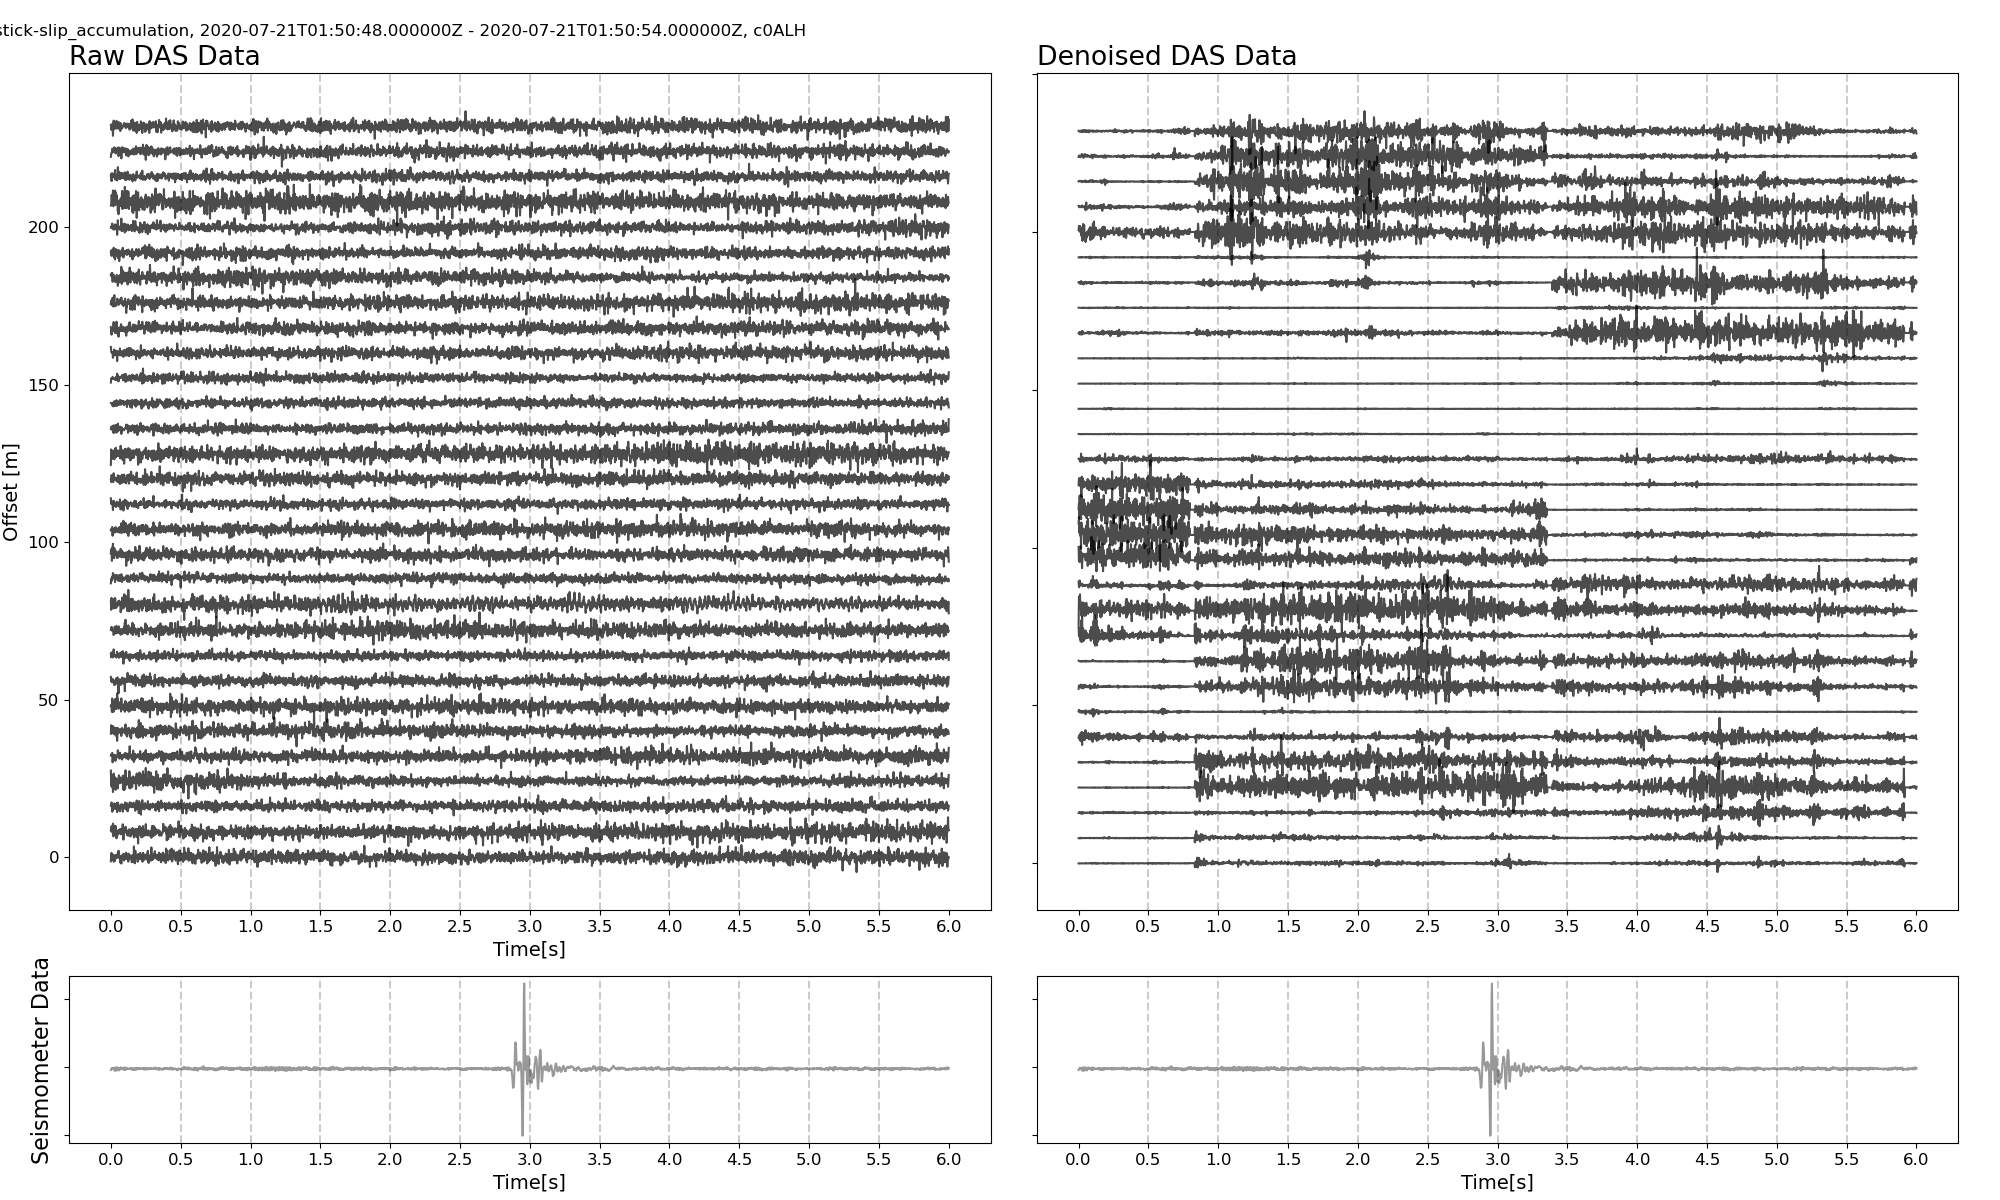 stick-slip_accumulation, 2020-07-21T01:50:48.000000Z - 2020-07-21T01:50:54.000000Z, c0ALH
Raw DAS Data
Denoised DAS Data
Offset [m]
200
150
100
50
0
0.0 0.5 1.0 1.5 2.0 2.5 3.0 3.5 4.0 4.5 5.0 5.5 6.0
Time[s]
0.0 0.5 1.0 1.5 2.0 2.5 3.0 3.5 4.0 4.5 5.0 5.5 6.0
Seismometer Data
0.0 0.5 1.0 1.5 2.0 2.5 3.0 3.5 4.0 4.5 5.0 5.5 6.0
Time[s]
0.0 0.5 1.0 1.5 2.0 2.5 3.0 3.5 4.0 4.5 5.0 5.5 6.0
Time[s]